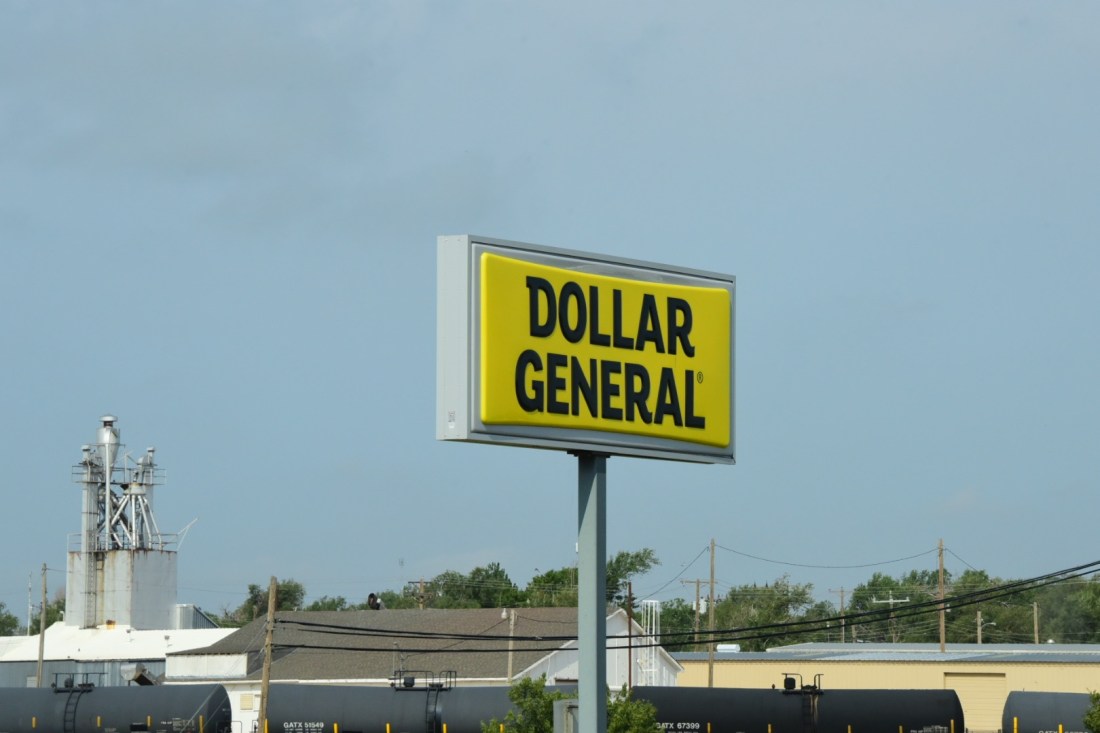 DOLLAR
GENERAL®
GATX 51549
GATX 67399